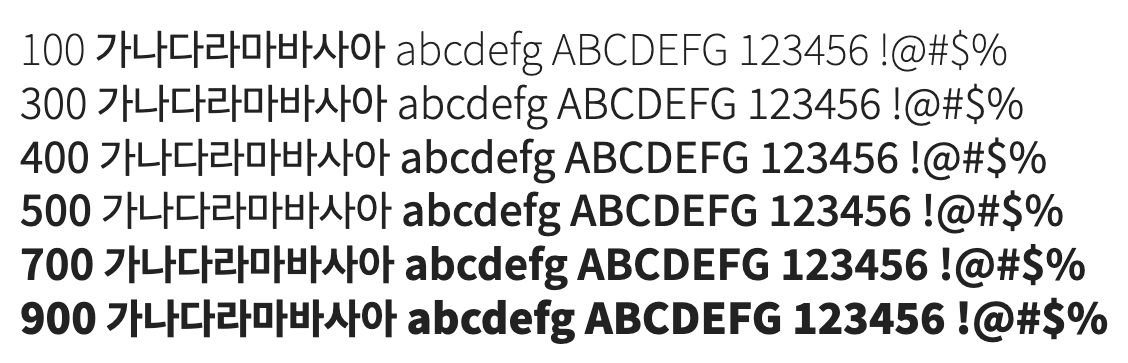 100 가나다라마바사아 abcdefg ABCDEFG 123456 !@#$%
300 가나다라마바사아 abcdefg ABCDEFG 123456 !@#$%
400 가나다라마바사아 abcdefg ABCDEFG 123456 !@#$%
500 가나다라마바사아 abcdefg ABCDEFG 123456 !@#$%
700 가나다라마바사아 abcdefg ABCDEFG 123456 !@#$%
900 가나다라마바사아 abcdefg ABCDEFG 123456 !@#$%